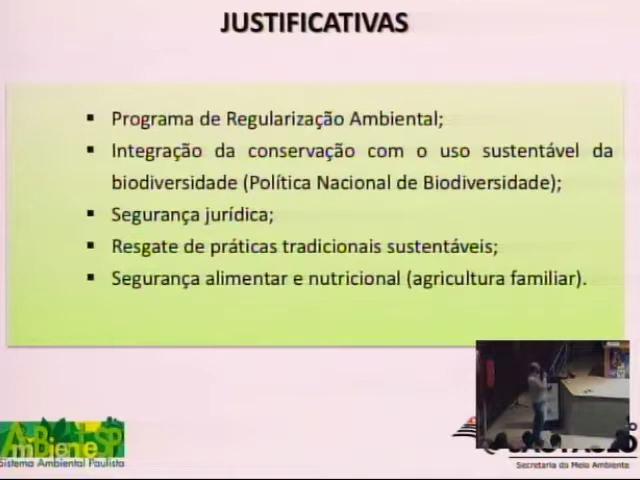 JUSTIFICATIVAS
▪ Programa de Regularização Ambiental;
▪ Integração da conservação com o uso sustentável da
biodiversidade (Política Nacional de Biodiversidade);
▪ Segurança jurídica;
▪ Resgate de práticas tradicionais sustentáveis;
▪ Segurança alimentar e nutricional (agricultura familiar).
AmBieneSP
Sistema Ambiental Paulista
Secretaria do Meio Ambiente